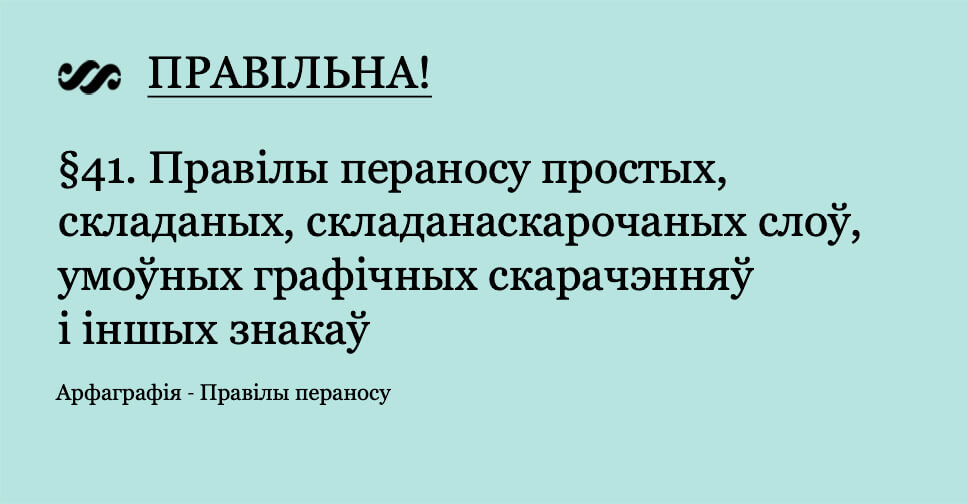 ПРАВІЛЬНА!
§41. Правілы пераносу простых,
складаных, складанаскарочаных слоў,
умоўных графічных скарачэнняў
і іншых знакаў
Арфаграфія - Правілы пераносу